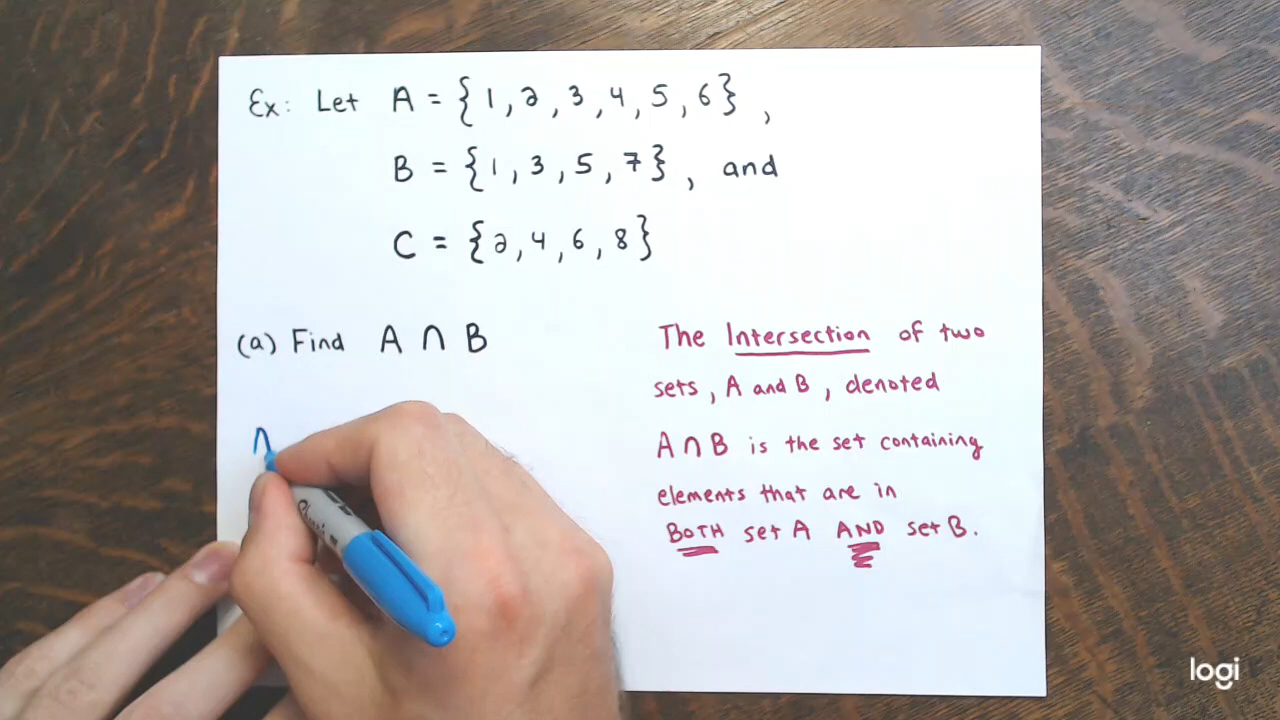 Ex: Let A = {1, 2, 3, 4, 5, 6},
B = {1, 3, 5, 7}, and
C = {2, 4, 6, 8}
(a) Find A ∩ B
The Intersection of two
sets, A and B, denoted
A ∩ B is the set containing
elements that are in
BOTH set A AND set B.
logi